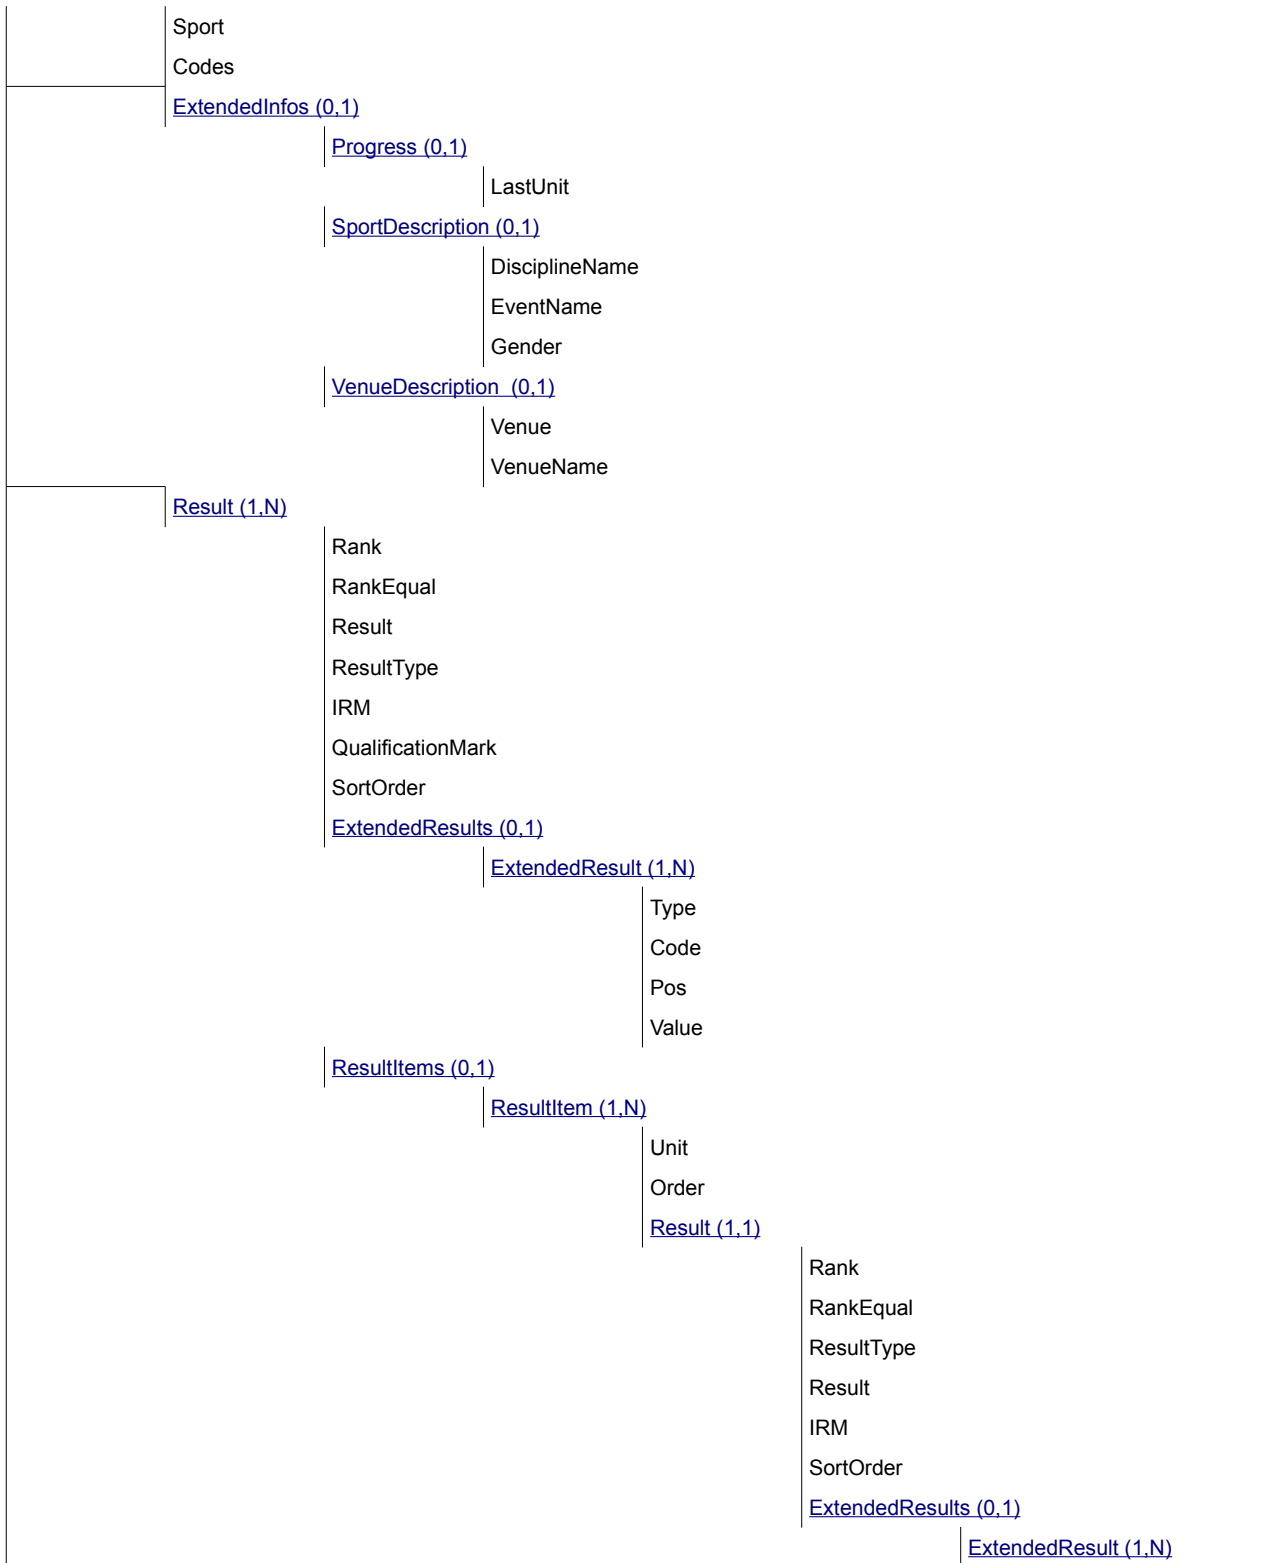 Sport
Codes
ExtendedInfos (0,1)
Progress (0,1)
LastUnit
SportDescription (0,1)
DisciplineName
EventName
Gender
VenueDescription  (0,1)
Venue
VenueName
Result (1,N)
Rank
RankEqual
Result
ResultType
IRM
QualificationMark
SortOrder
ExtendedResults (0,1)
ExtendedResult (1,N)
Type
Code
Pos
Value
ResultItems (0,1)
ResultItem (1,N)
Unit
Order
Result (1,1)
Rank
RankEqual
ResultType
Result
IRM
SortOrder
ExtendedResults (0,1)
ExtendedResult (1,N)